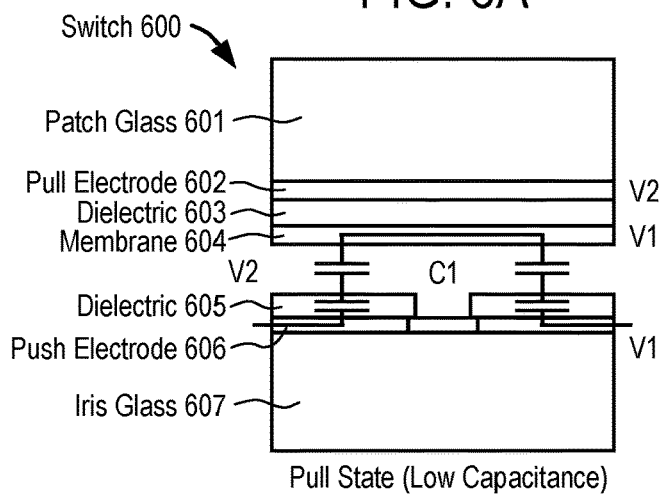 FIG. 6A
Switch 600
Patch Glass 601
Pull Electrode 602
V2
Dielectric 603
Membrane 604
V1
V2
C1
Dielectric 605
Push Electrode 606
V1
Iris Glass 607
Pull State (Low Capacitance)